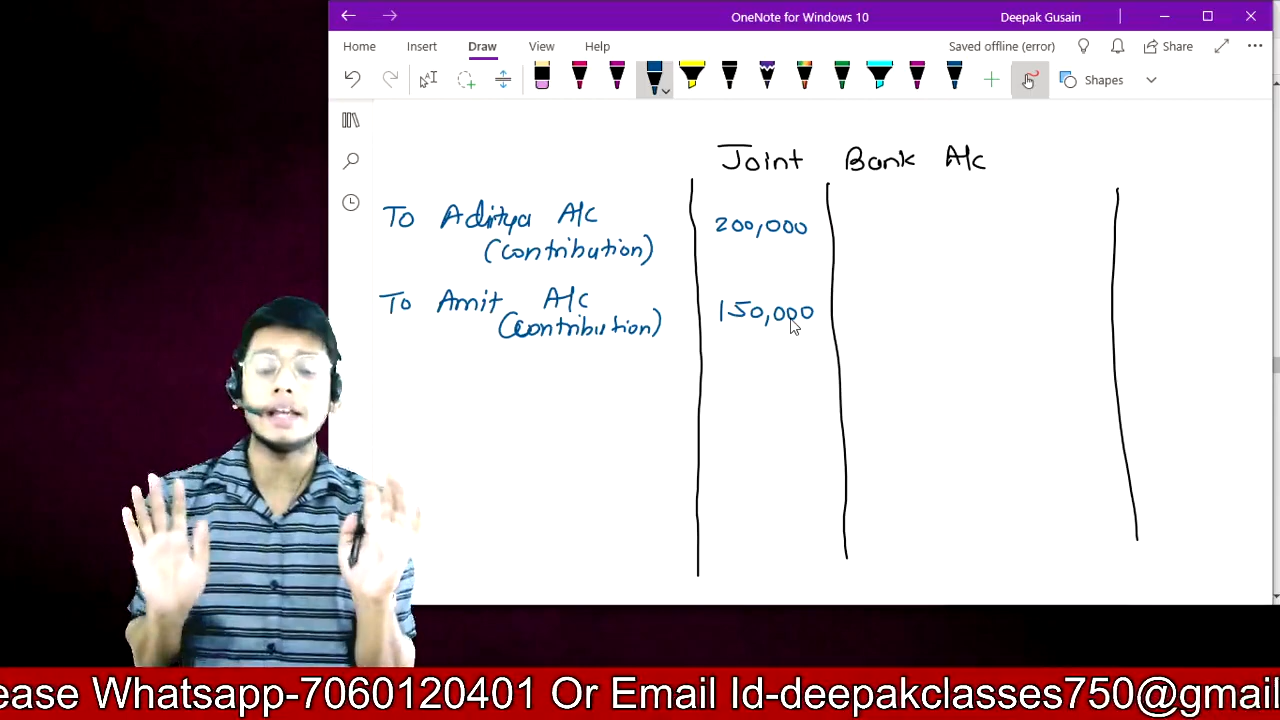 OneNote for Windows 10
Deepak Gusain
Home Insert Draw View Help
Saved offline (error)
Share
Shapes
Joint Bank A/c
To Aditya A/c 200,000
(contribution)
To Amit A/c 150,000
(contribution)
ease Whatsapp-7060120401 Or Email Id-deepakclasses750@gmail